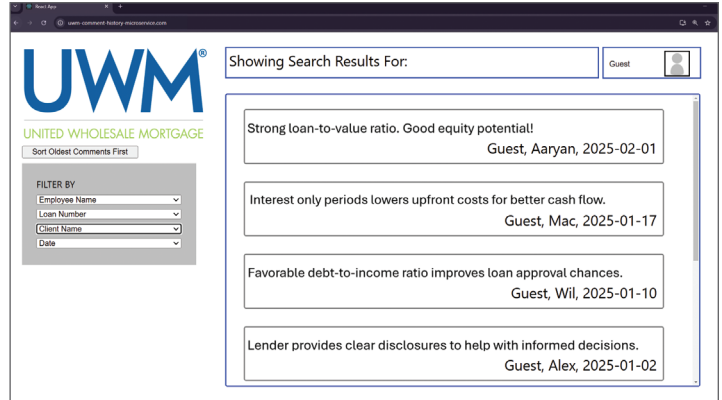 React App
uwm-comment-history-microservice.com
UWM®
UNITED WHOLESALE MORTGAGE
Sort Oldest Comments First
FILTER BY
Employee Name
Loan Number
Client Name
Date
Showing Search Results For:
Guest
Strong loan-to-value ratio. Good equity potential!
Guest, Aaryan, 2025-02-01
Interest only periods lowers upfront costs for better cash flow.
Guest, Mac, 2025-01-17
Favorable debt-to-income ratio improves loan approval chances.
Guest, Wil, 2025-01-10
Lender provides clear disclosures to help with informed decisions.
Guest, Alex, 2025-01-02